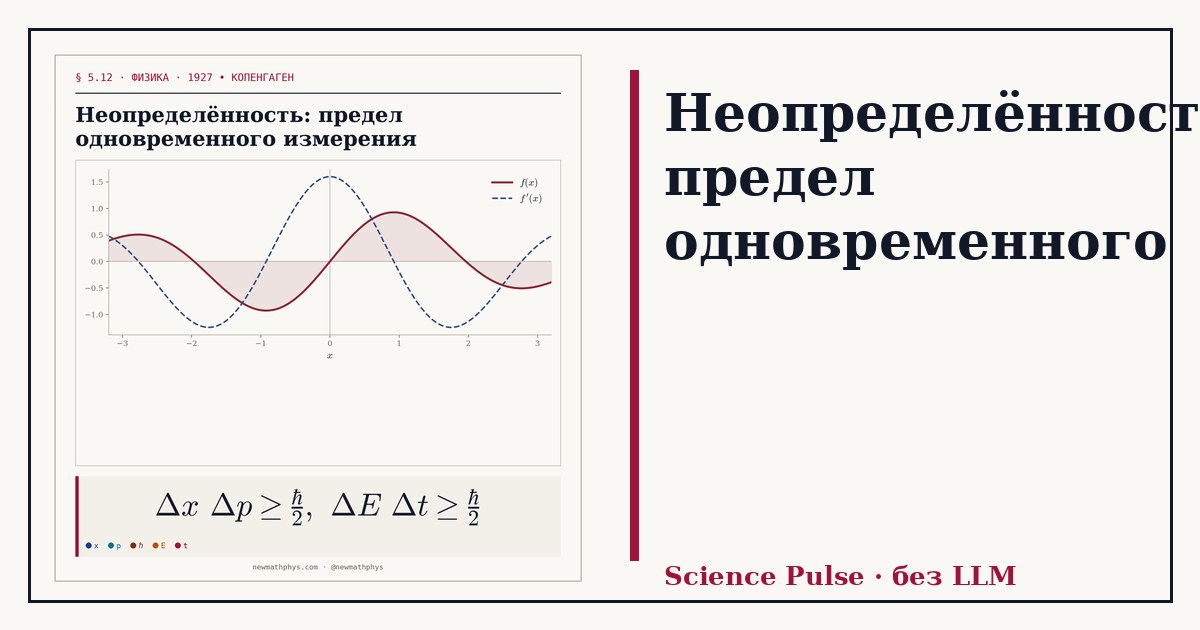 § 5.12 · ФИЗИКА · 1927 • КОПЕНГАГЕН
Неопределённость: предел
одновременного измерения
1.5
1.0
0.5
0.0
−0.5
−1.0
f(x)
f′(x)
−3 −2 −1 0 1 2 3
x
Δx Δp ≥ ħ/2, ΔE Δt ≥ ħ/2
x p ħ E t
newmathphys.com · @newmathphys
Неопределённост
предел
одновременного
Science Pulse · без LLM